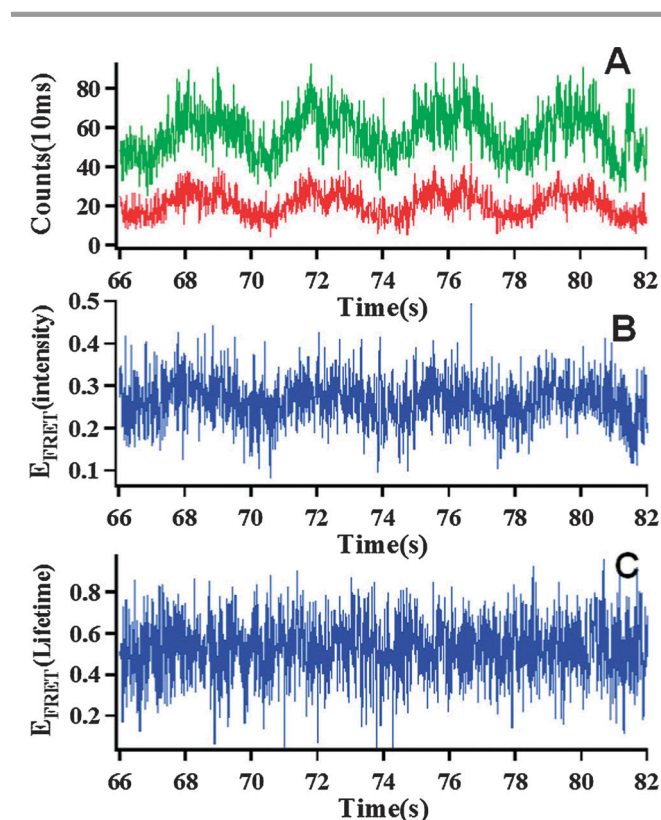 A
Counts(10ms)
80
60
40
20
0
66 68 70 72 74 76 78 80 82
Time(s)
B
E_FRET(intensity)
0.5
0.4
0.3
0.2
0.1
66 68 70 72 74 76 78 80 82
Time(s)
C
E_FRET(Lifetime)
0.8
0.6
0.4
0.2
66 68 70 72 74 76 78 80 82
Time(s)